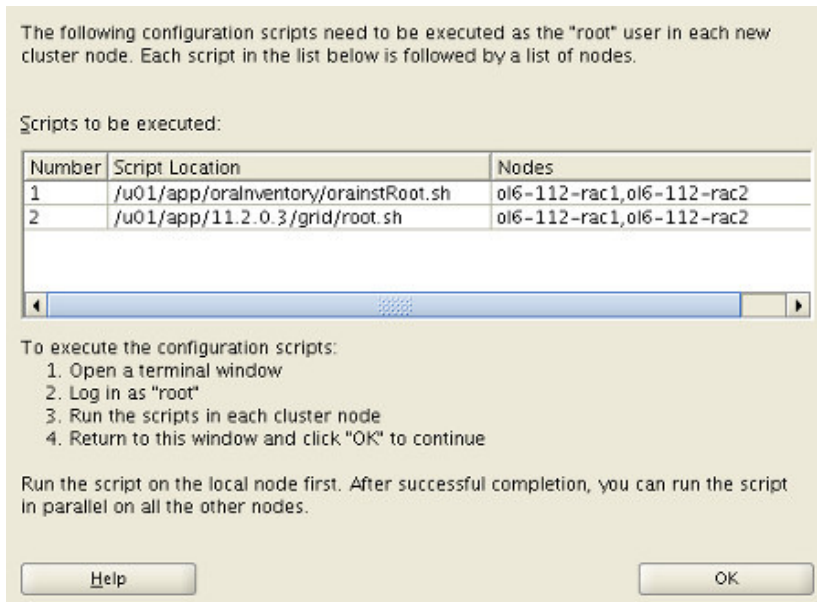 The following configuration scripts need to be executed as the "root" user in each new
cluster node. Each script in the list below is followed by a list of nodes.
Scripts to be executed:
Number Script Location Nodes
1 /u01/app/oraInventory/orainstRoot.sh ol6-112-rac1,ol6-112-rac2
2 /u01/app/11.2.0.3/grid/root.sh ol6-112-rac1,ol6-112-rac2
To execute the configuration scripts:
1. Open a terminal window
2. Log in as "root"
3. Run the scripts in each cluster node
4. Return to this window and click "OK" to continue
Run the script on the local node first. After successful completion, you can run the script
in parallel on all the other nodes.
Help OK